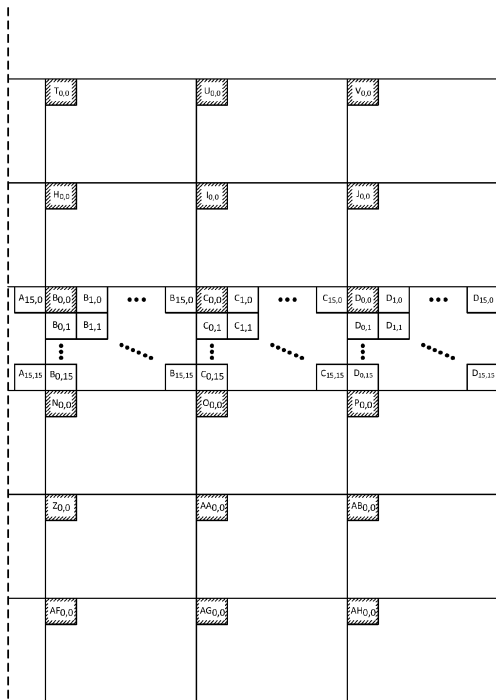 T0,0 U0,0 V0,0
H0,0 I0,0 J0,0
A15,0 B0,0 B1,0 B15,0 C0,0 C1,0 C15,0 D0,0 D1,0 D15,0
B0,1 B1,1 C0,1 C1,1 D0,1 D1,1
A15,15 B0,15 B15,15 C0,15 C15,15 D0,15 D15,15
N0,0 O0,0 P0,0
Z0,0 AA0,0 AB0,0
AF0,0 AG0,0 AH0,0